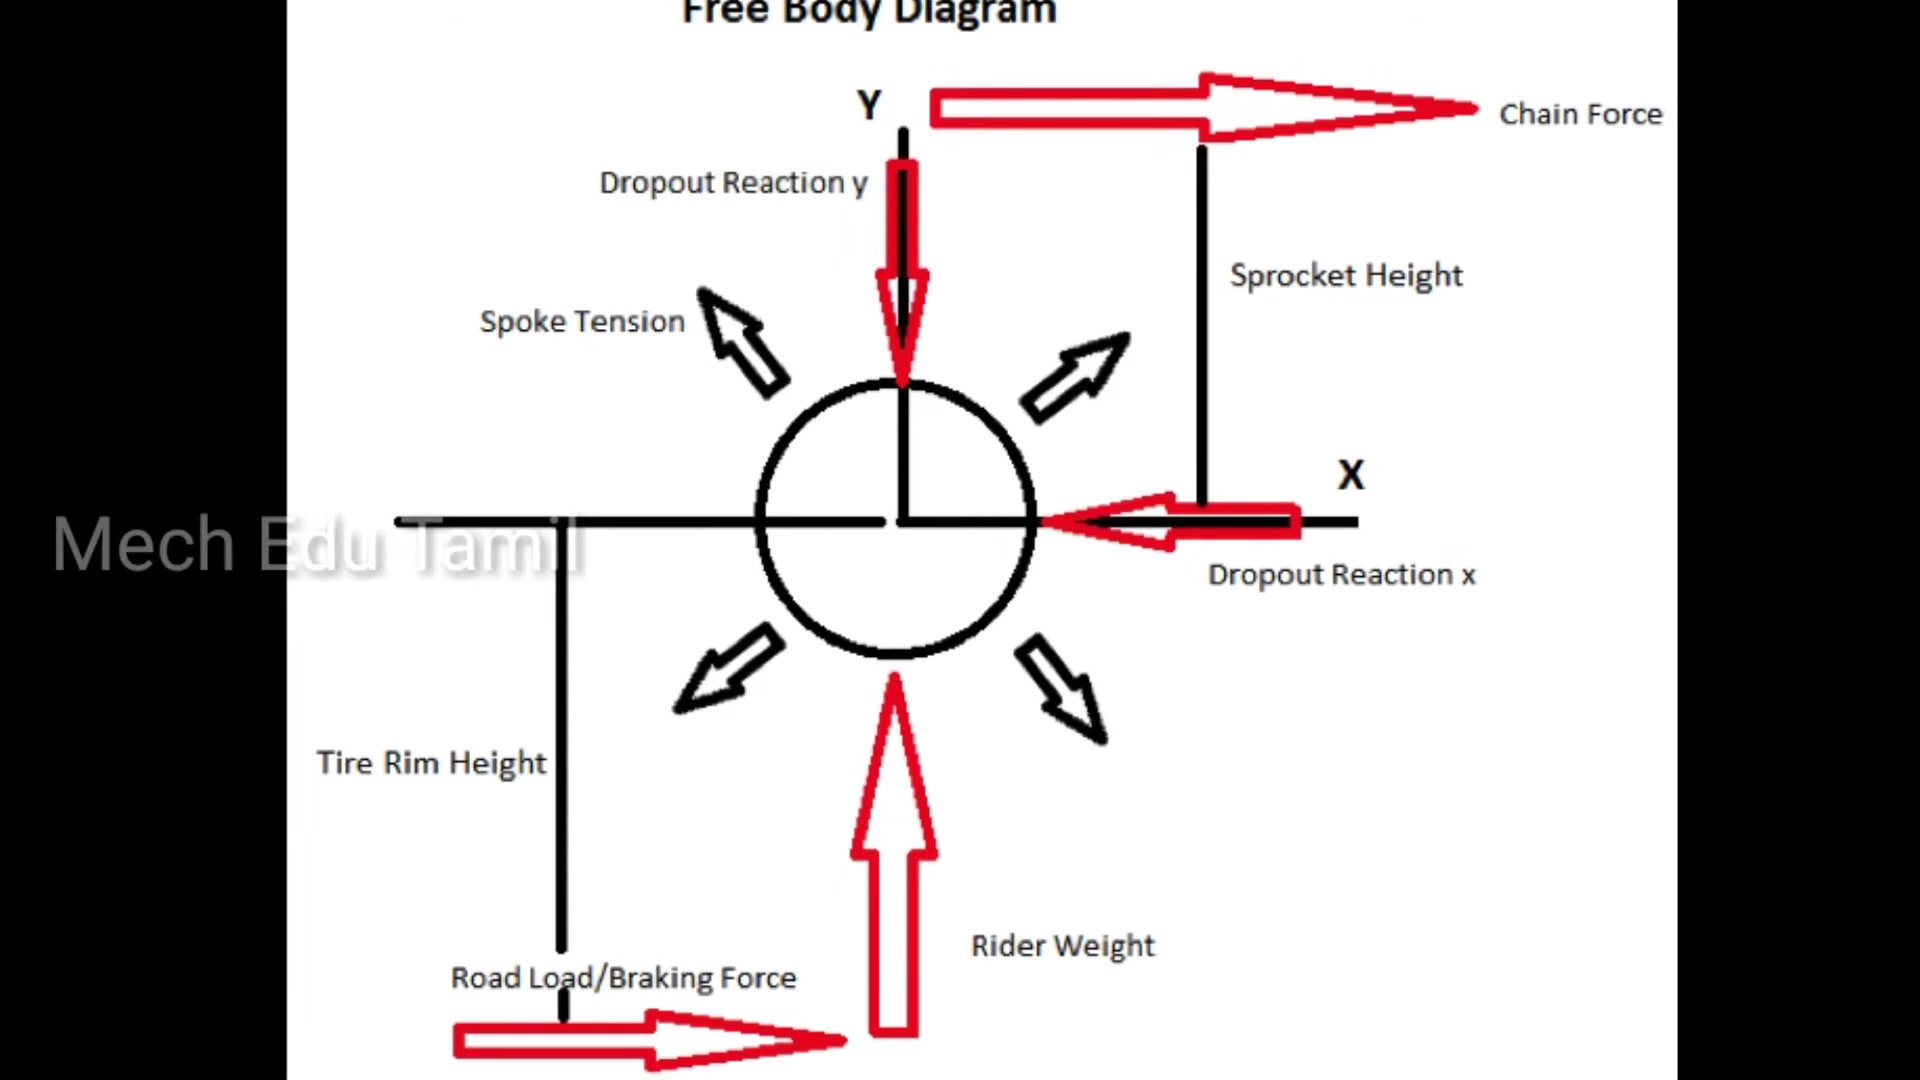 Free Body Diagram
Y
Chain Force
Dropout Reaction y
Sprocket Height
Spoke Tension
X
Mech Edu Tamil
Dropout Reaction x
Tire Rim Height
Rider Weight
Road Load/Braking Force